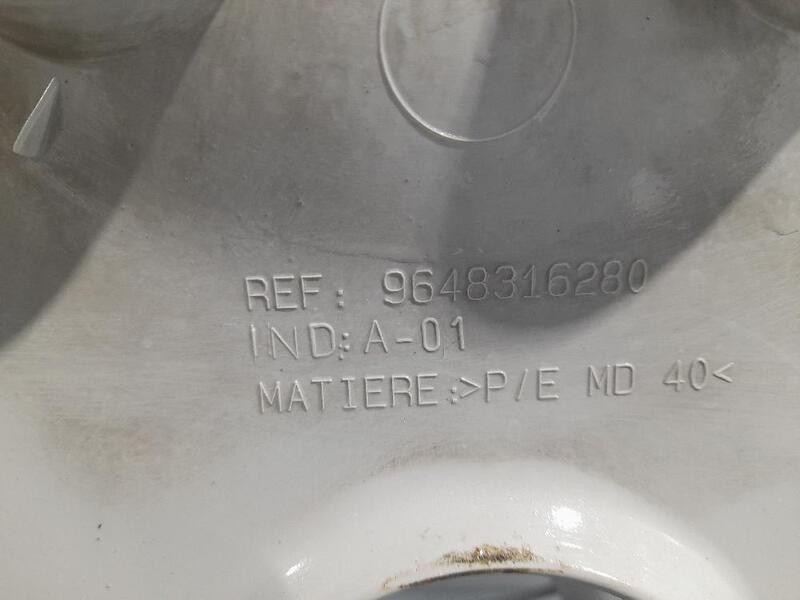 REF: 9648316280
IND: A-01
MATIERE:>P/E MD 40<